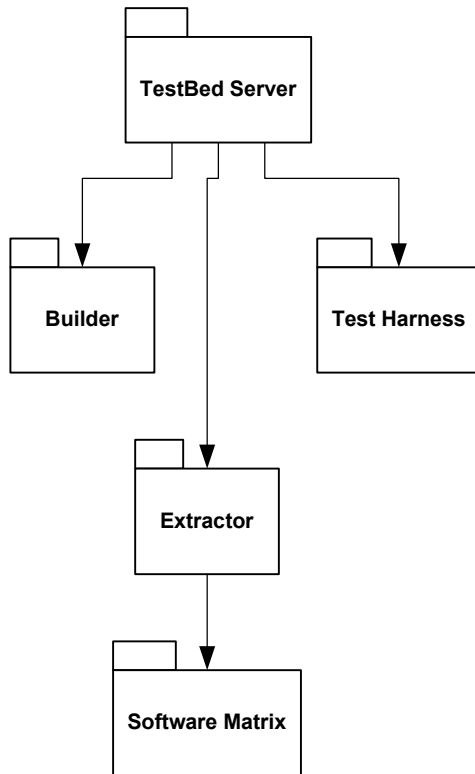 TestBed Server
Builder
Test Harness
Extractor
Software Matrix